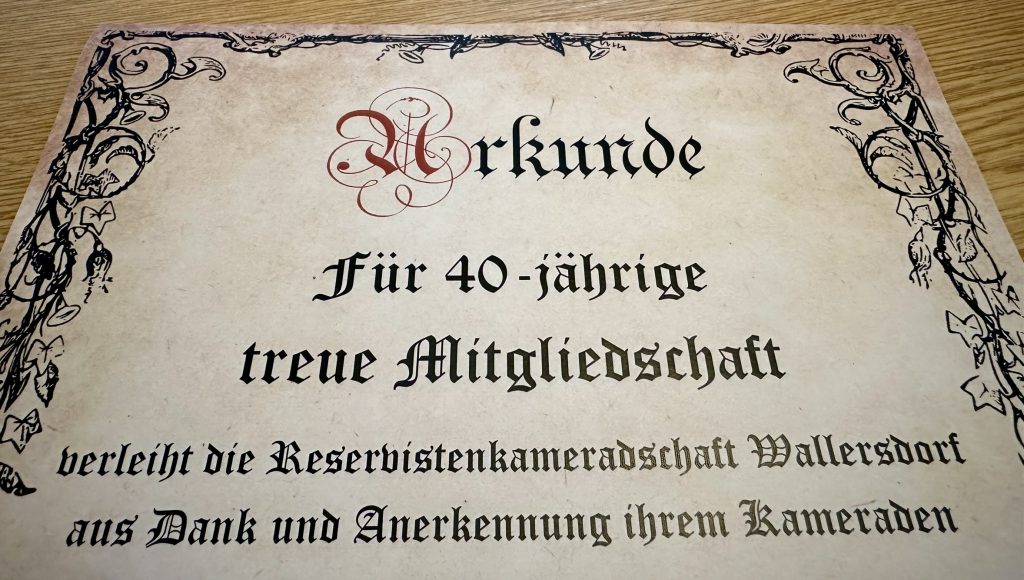 Urkunde
Für 40-jährige
treue Mitgliedschaft
verleiht die Reservistenkameradschaft Wallersdorf
aus Dank und Anerkennung ihrem Kameraden